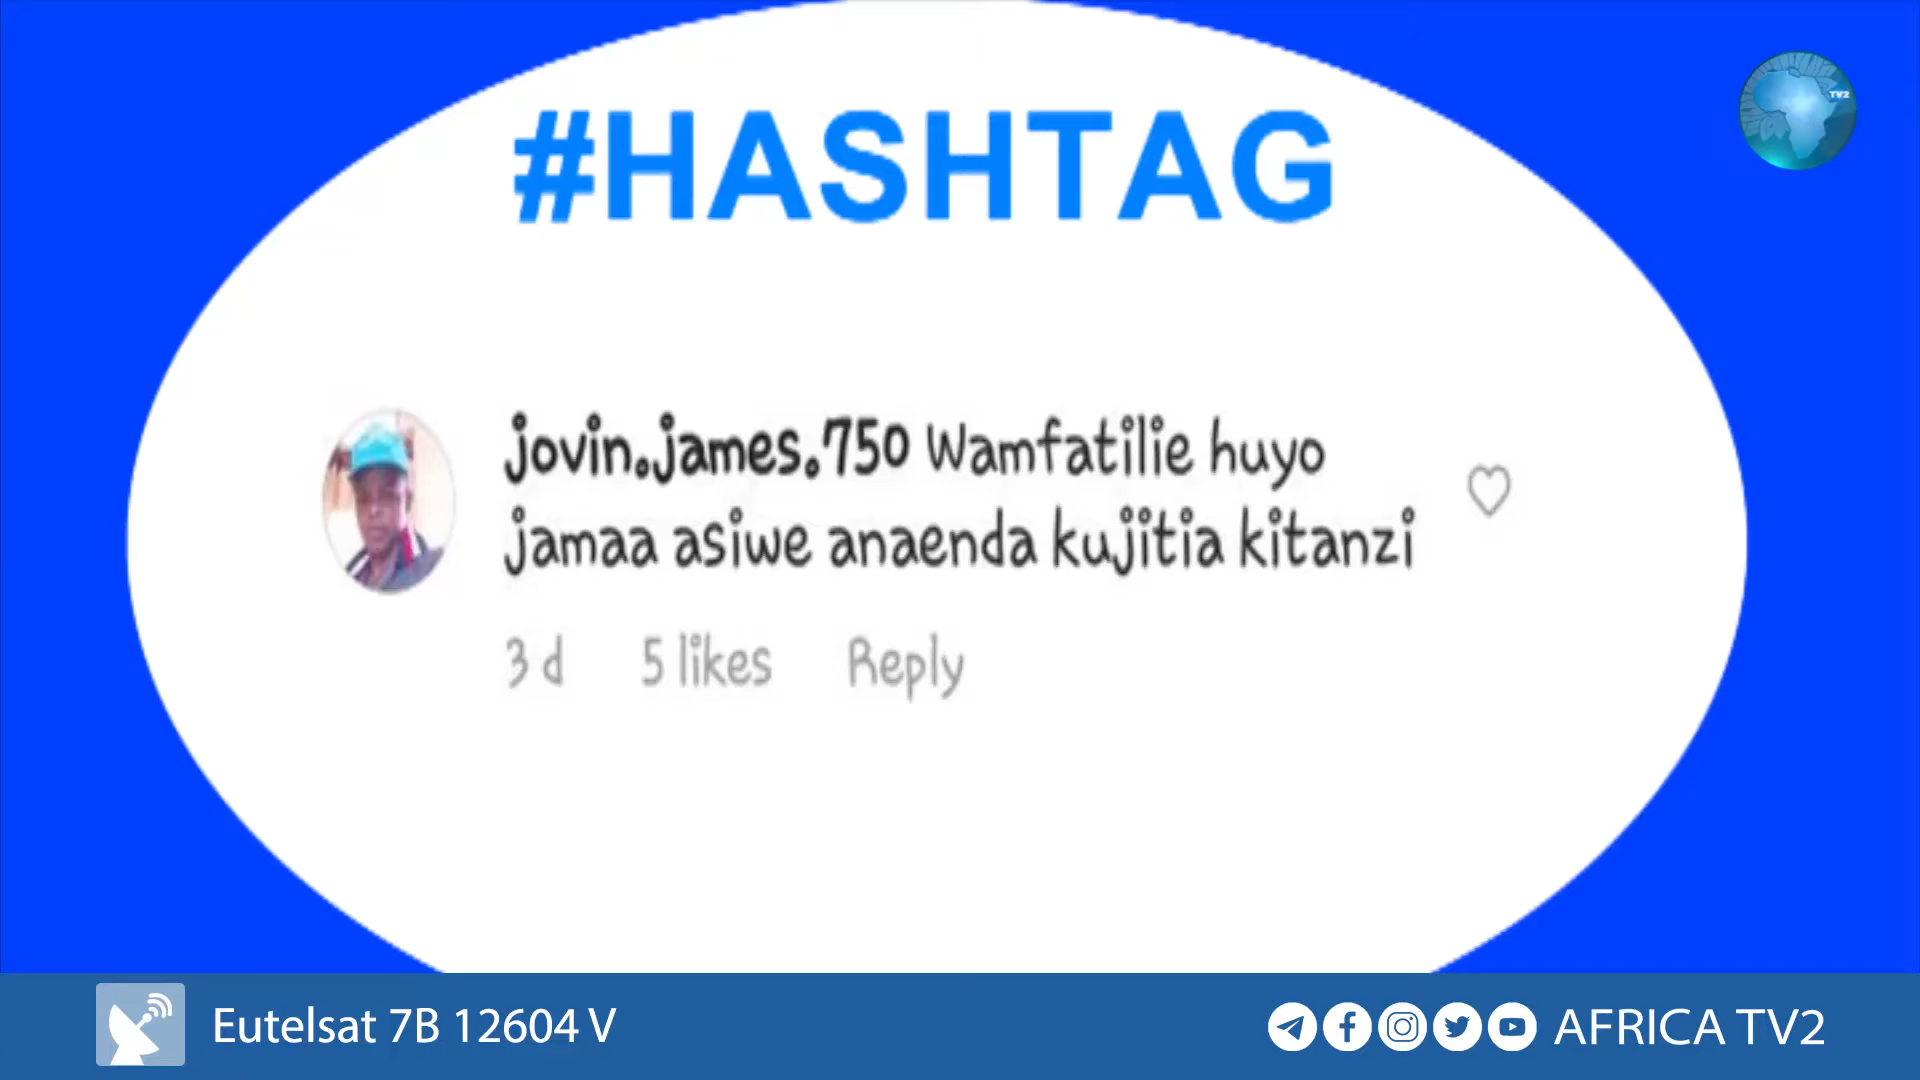 TV2
#HASHTAG
jovin.james.750 Wamfatilie huyo
jamaa asiwe anaenda kujitia kitanzi
3 d 5 likes Reply
Eutelsat 7B 12604 V
AFRICA TV2